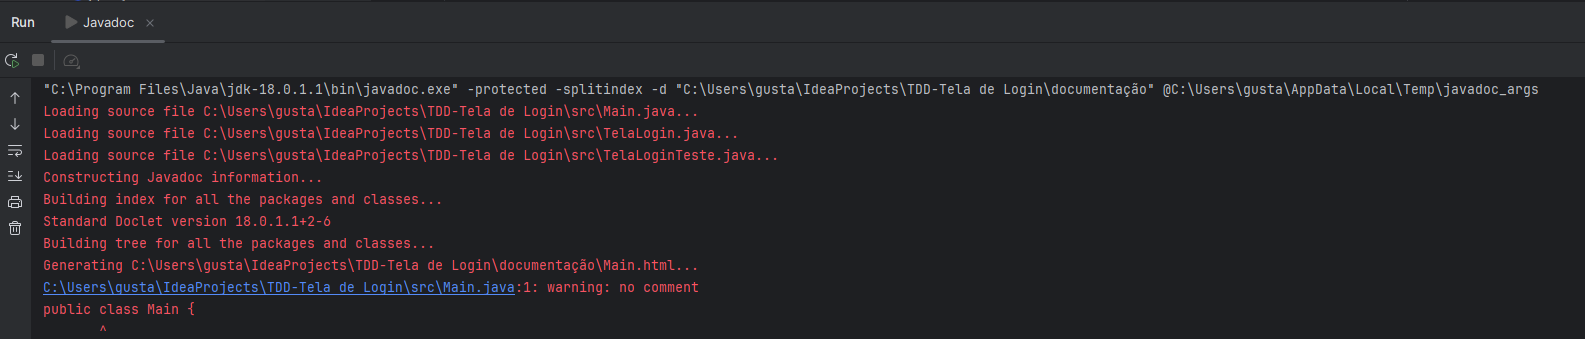 Run
Javadoc
"C:\Program Files\Java\jdk-18.0.1.1\bin\javadoc.exe" -protected -splitindex -d "C:\Users\gusta\IdeaProjects\TDD-Tela de Login\documentação" @C:\Users\gusta\AppData\Local\Temp\javadoc_args
Loading source file C:\Users\gusta\IdeaProjects\TDD-Tela de Login\src\Main.java...
Loading source file C:\Users\gusta\IdeaProjects\TDD-Tela de Login\src\TelaLogin.java...
Loading source file C:\Users\gusta\IdeaProjects\TDD-Tela de Login\src\TelaLoginTeste.java...
Constructing Javadoc information...
Building index for all the packages and classes...
Standard Doclet version 18.0.1.1+2-6
Building tree for all the packages and classes...
Generating C:\Users\gusta\IdeaProjects\TDD-Tela de Login\documentação\Main.html...
C:\Users\gusta\IdeaProjects\TDD-Tela de Login\src\Main.java:1: warning: no comment
public class Main {
       ^